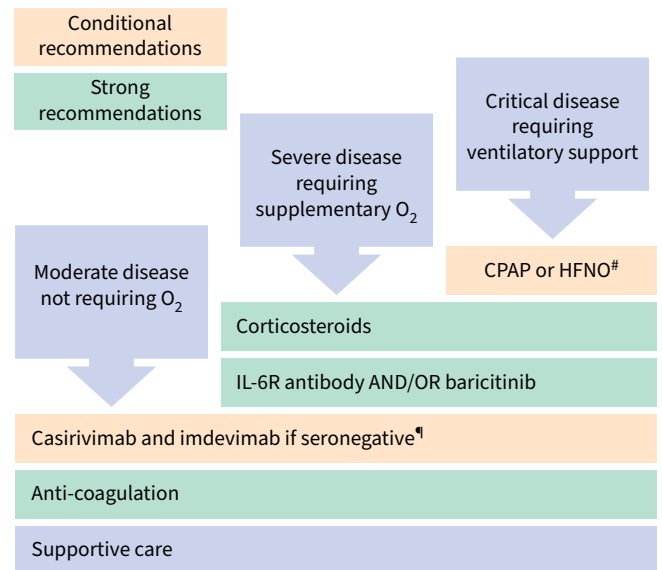 Conditional
recommendations
Strong
recommendations
Critical disease
requiring
ventilatory support
Severe disease
requiring
supplementary O₂
Moderate disease
not requiring O₂
CPAP or HFNO#
Corticosteroids
IL-6R antibody AND/OR baricitinib
Casirivimab and imdevimab if seronegative¶
Anti-coagulation
Supportive care